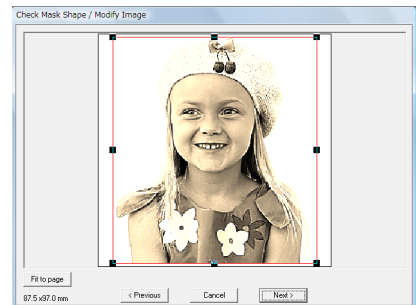 Check Mask Shape / Modify Image
Fit to page
87.5 x97.0 mm
< Previous
Cancel
Next >